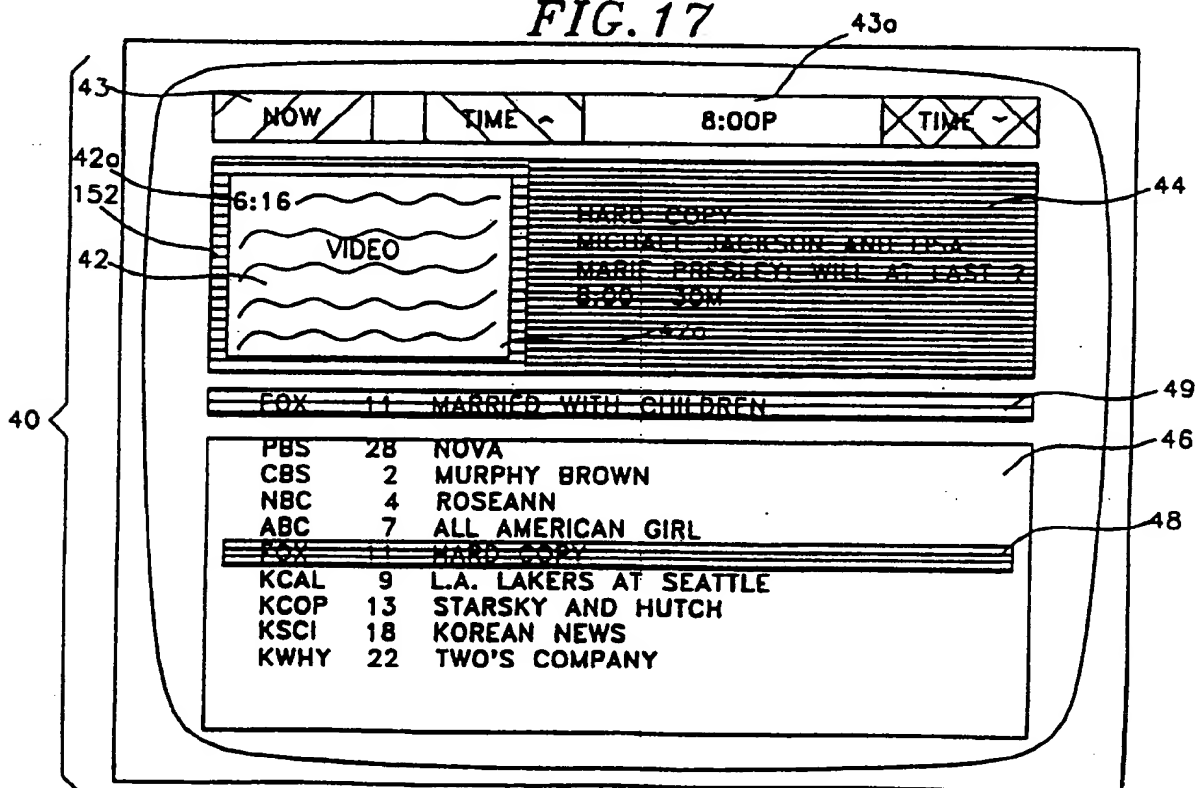 FIG. 17
43a
43 NOW TIME 8:00P TIME
42a 6:16
152 HARD COPY 44
MICHAEL JACKSON AND LISA
42 VIDEO MARIE PRESLEY: WILL AT LAST ?
8:00 30M
42a
FOX 11 MARRIED WITH CHILDREN 49
40
46
PBS 28 NOVA
CBS 2 MURPHY BROWN
NBC 4 ROSEANN
ABC 7 ALL AMERICAN GIRL 48
FOX 11 HARD COPY
KCAL 9 L.A. LAKERS AT SEATTLE
KCOP 13 STARSKY AND HUTCH
KSCI 18 KOREAN NEWS
KWHY 22 TWO'S COMPANY